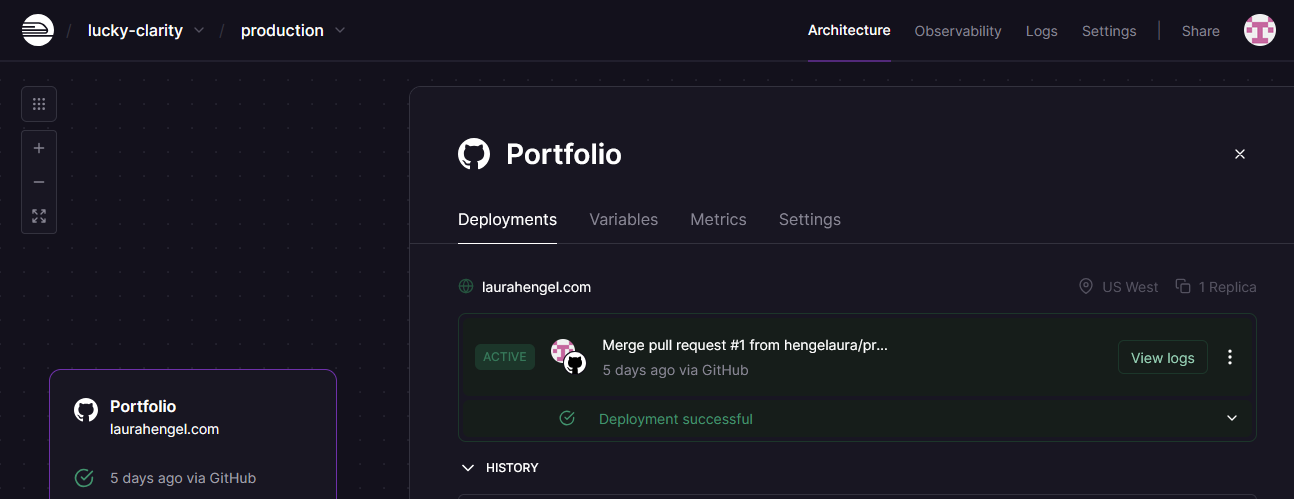 / lucky-clarity / production
Architecture Observability Logs Settings Share
Portfolio
Deployments Variables Metrics Settings
laurahengel.com
US West 1 Replica
ACTIVE
Merge pull request #1 from hengelaura/pr...
5 days ago via GitHub
View logs
Deployment successful
HISTORY
Portfolio
laurahengel.com
5 days ago via GitHub